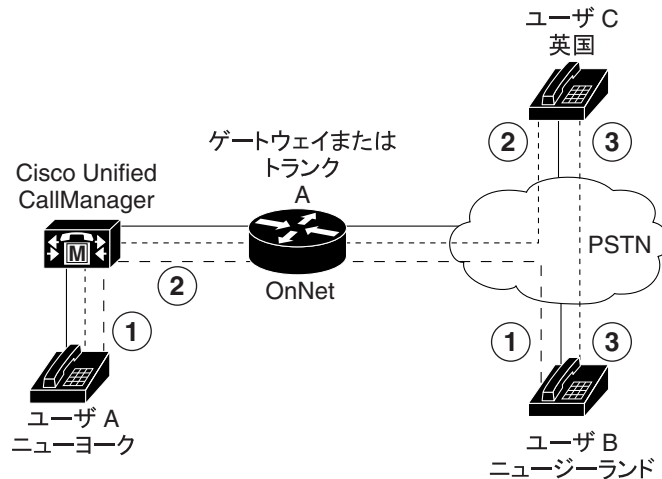 ユーザ C
英国
2
3
ゲートウェイまたは
トランク
A
Cisco Unified
CallManager
M
PSTN
OnNet
2
1
1
3
ユーザ A
ニューヨーク
ユーザ B
ニュージーランド